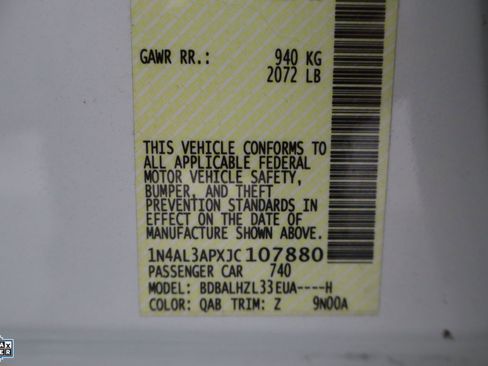 GAWR RR.: 940 KG
2072 LB
THIS VEHICLE CONFORMS TO
ALL APPLICABLE FEDERAL
MOTOR VEHICLE SAFETY,
BUMPER, AND THEFT
PREVENTION STANDARDS IN
EFFECT ON THE DATE OF
MANUFACTURE SHOWN ABOVE.
1N4AL3APXJC107880
PASSENGER CAR 740
MODEL: BDBALHZL33EUA----H
COLOR: QAB TRIM: Z 9N00A